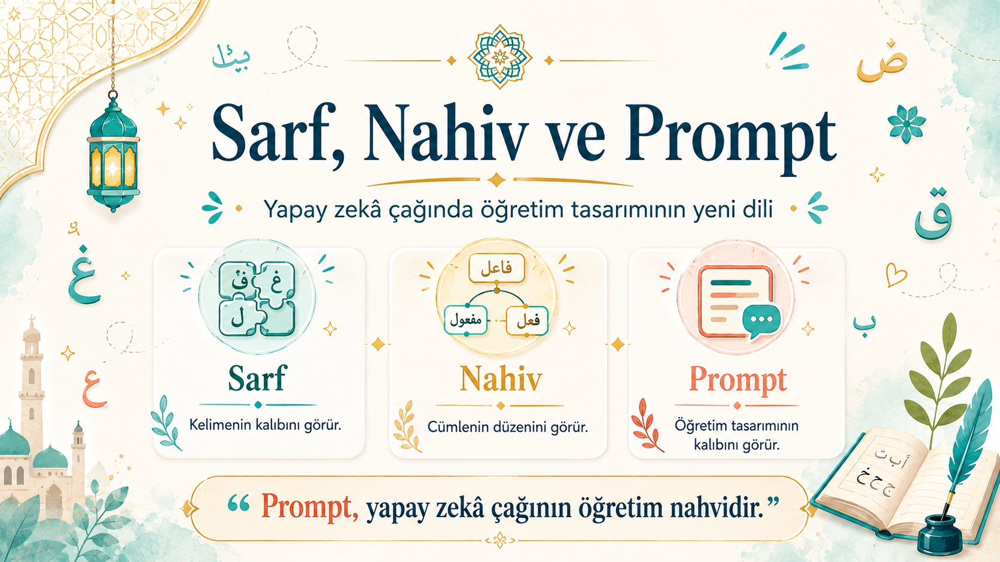 Sarf, Nahiv ve Prompt
Yapay zekâ çağında öğretim tasarımının yeni dili
ض
ق
غ
ع
ب
غ
ل
فاعل
مفعول
فعل
Sarf
Kelimenin kalıbını görür.
Nahiv
Cümlenin düzenini görür.
Prompt
Öğretim tasarımının
kalıbını görür.
أ ب ت
ج ح خ
“Prompt, yapay zekâ çağının öğretim nahvidir.”